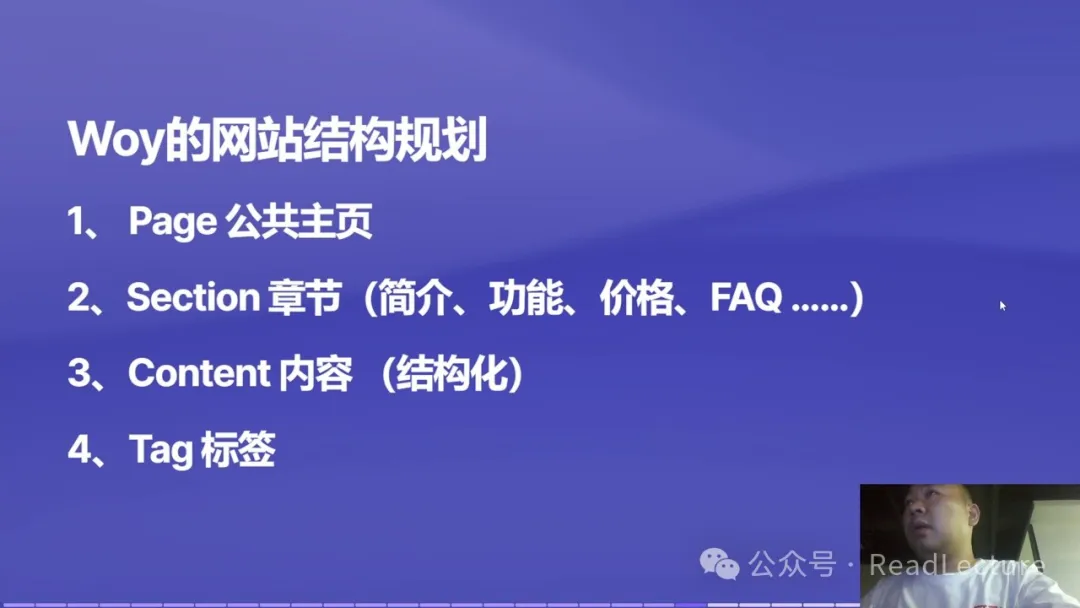 Woy的网站结构规划
1、 Page 公共主页
2、Section 章节（简介、功能、价格、FAQ ......）
3、Content 内容 （结构化）
4、Tag 标签
公众号 · ReadLecture